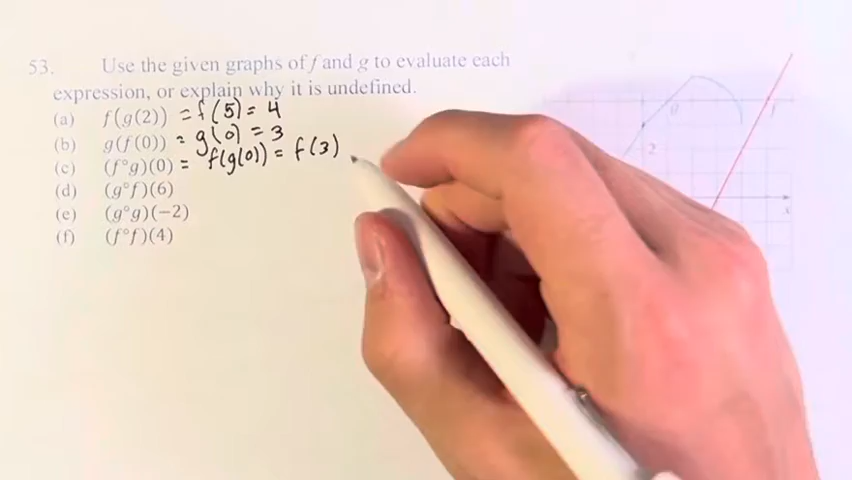 53. Use the given graphs of f and g to evaluate each
expression, or explain why it is undefined.
(a) f(g(2)) = f(5) = 4
(b) g(f(0)) = g(0) = 3
(c) (f°g)(0) = f(g(0)) = f(3)
(d) (g°f)(6)
(e) (g°g)(−2)
(f) (f°f)(4)
g
f
2
x